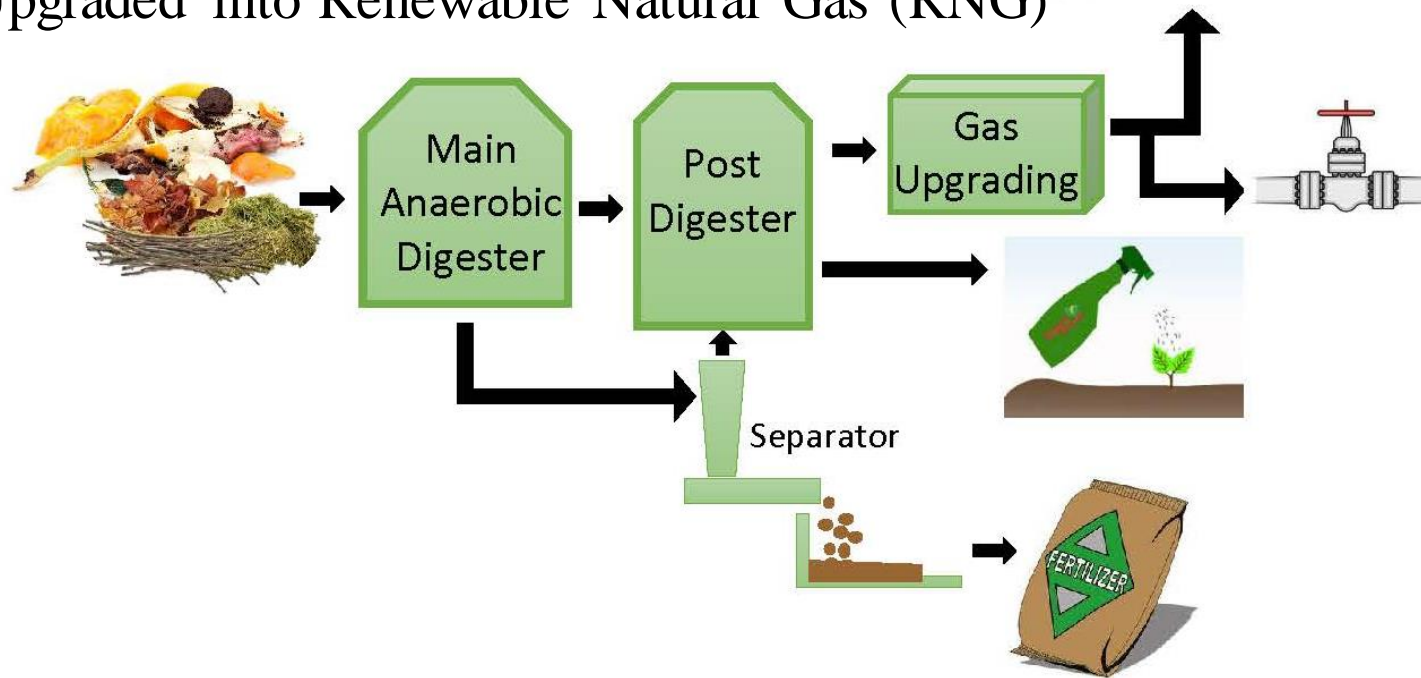 Upgraded into Renewable Natural Gas (RNG)
Main
Anaerobic
Digester
Post
Digester
Gas
Upgrading
Separator
FERTILIZER